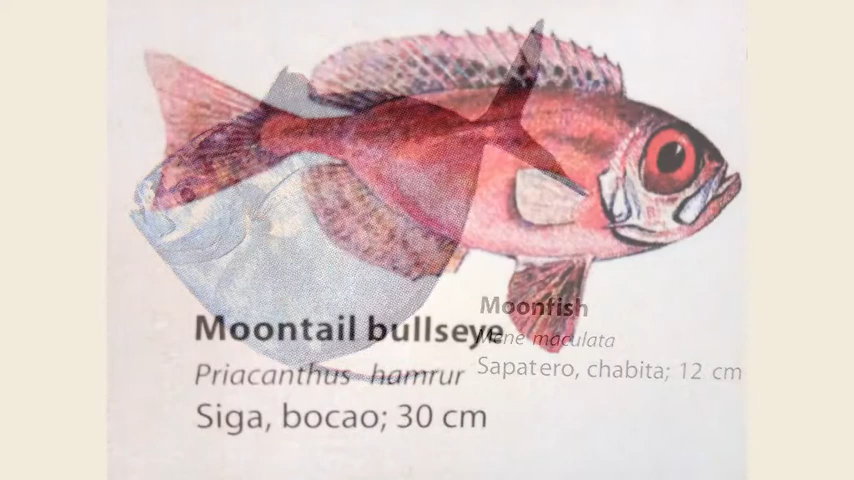 Moontail bullseye
Priacanthus hamrur
Siga, bocao; 30 cm
Moonfish
Mene maculata
Sapatero, chabita; 12 cm